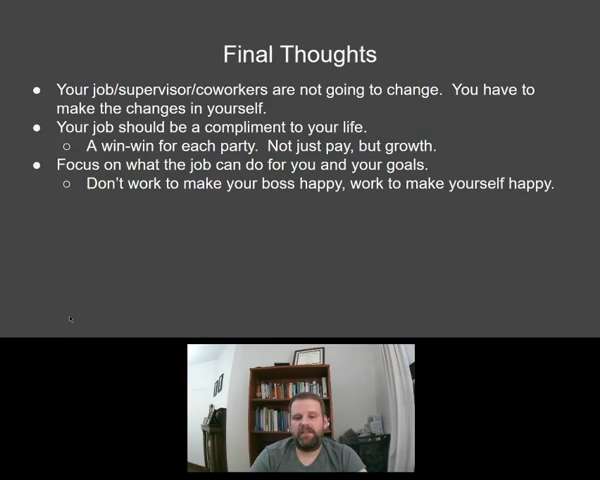 Final Thoughts
● Your job/supervisor/coworkers are not going to change.  You have to
make the changes in yourself.
● Your job should be a compliment to your life.
○ A win-win for each party.  Not just pay, but growth.
● Focus on what the job can do for you and your goals.
○ Don't work to make your boss happy, work to make yourself happy.